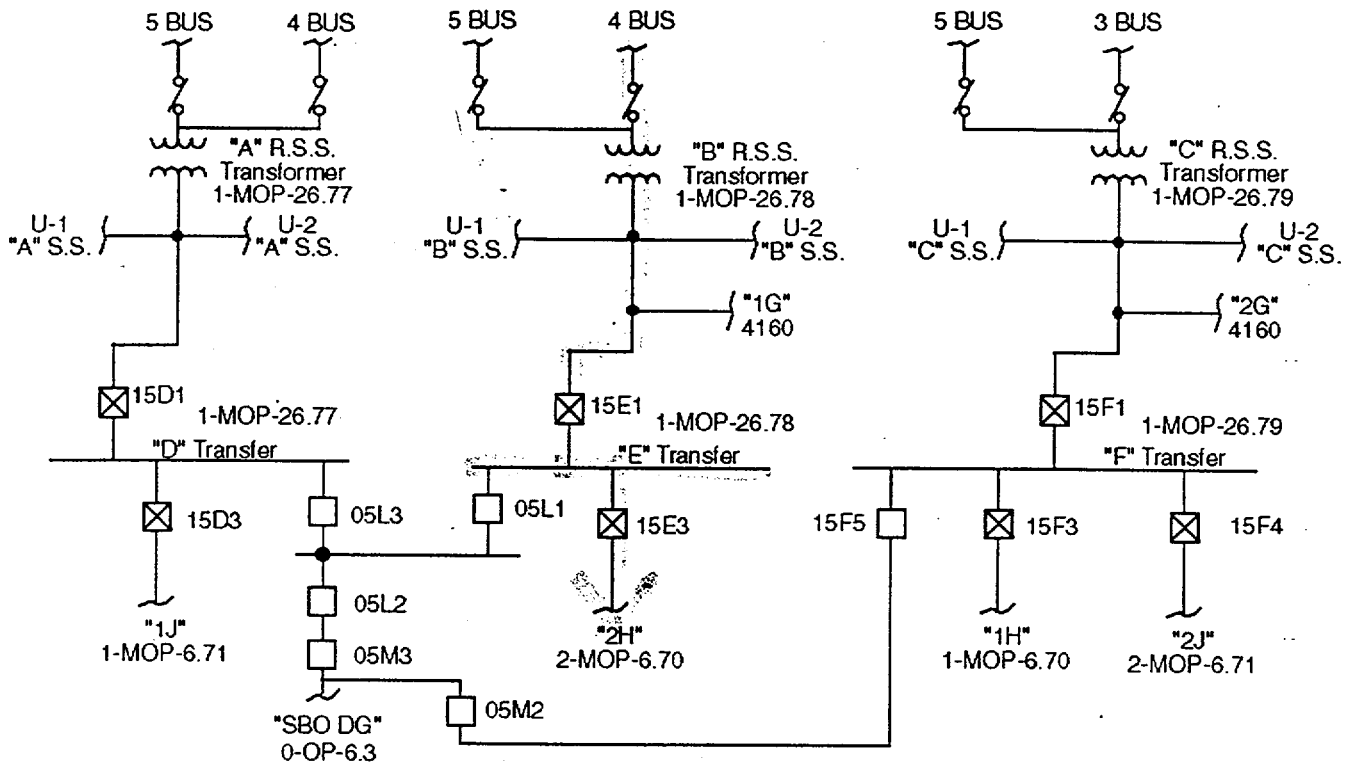 5 BUS
4 BUS
5 BUS
4 BUS
5 BUS
3 BUS
"A" R.S.S.
Transformer
1-MOP-26.77
"B" R.S.S.
Transformer
1-MOP-26.78
"C" R.S.S.
Transformer
1-MOP-26.79
U-1
"A" S.S.
U-2
"A" S.S.
U-1
"B" S.S.
U-2
"B" S.S.
U-1
"C" S.S.
U-2
"C" S.S.
"1G"
4160
"2G"
4160
15D1
1-MOP-26.77
15E1
1-MOP-26.78
15F1
1-MOP-26.79
"D" Transfer
"E" Transfer
"F" Transfer
15D3
05L3
05L1
15E3
15F5
15F3
15F4
05L2
05M3
05M2
"1J"
1-MOP-6.71
"2H"
2-MOP-6.70
"1H"
1-MOP-6.70
"2J"
2-MOP-6.71
"SBO DG"
0-OP-6.3